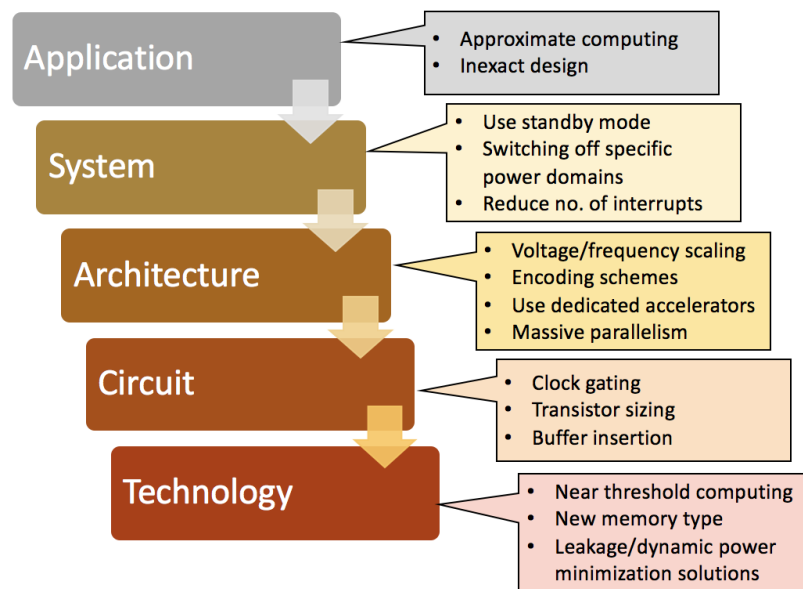 Application
• Approximate computing
• Inexact design
System
• Use standby mode
• Switching off specific
power domains
• Reduce no. of interrupts
Architecture
• Voltage/frequency scaling
• Encoding schemes
• Use dedicated accelerators
• Massive parallelism
Circuit
• Clock gating
• Transistor sizing
• Buffer insertion
Technology
• Near threshold computing
• New memory type
• Leakage/dynamic power
minimization solutions